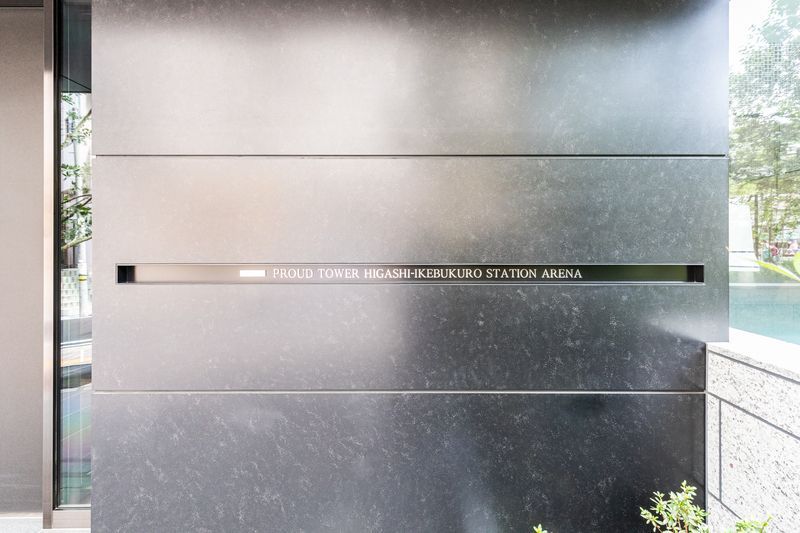 PROUD TOWER HIGASHI-IKEBUKURO STATION ARENA